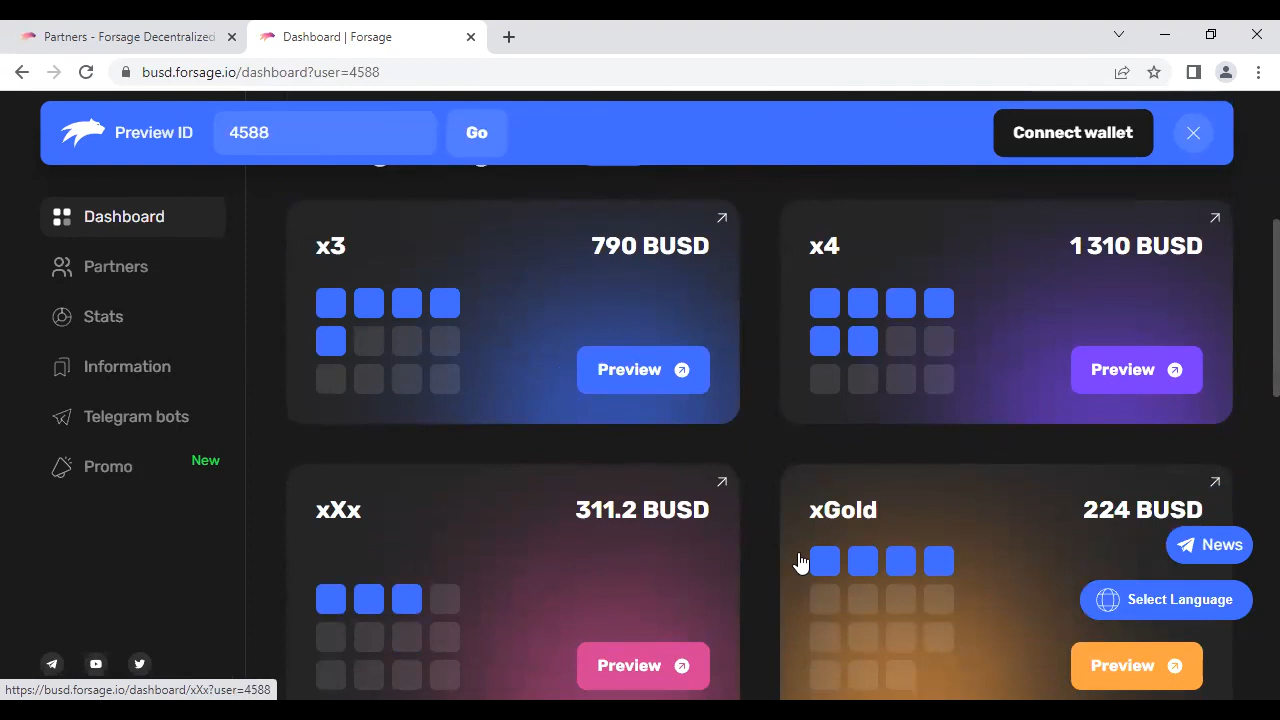 Partners - Forsage Decentralized
Dashboard | Forsage
busd.forsage.io/dashboard?user=4588
Preview ID
4588
Go
Connect wallet
Dashboard
Partners
Stats
Information
Telegram bots
Promo
New
x3
790 BUSD
Preview
x4
1 310 BUSD
Preview
xXx
311.2 BUSD
Preview
xGold
224 BUSD
Preview
News
Select Language
https://busd.forsage.io/dashboard/xXx?user=4588